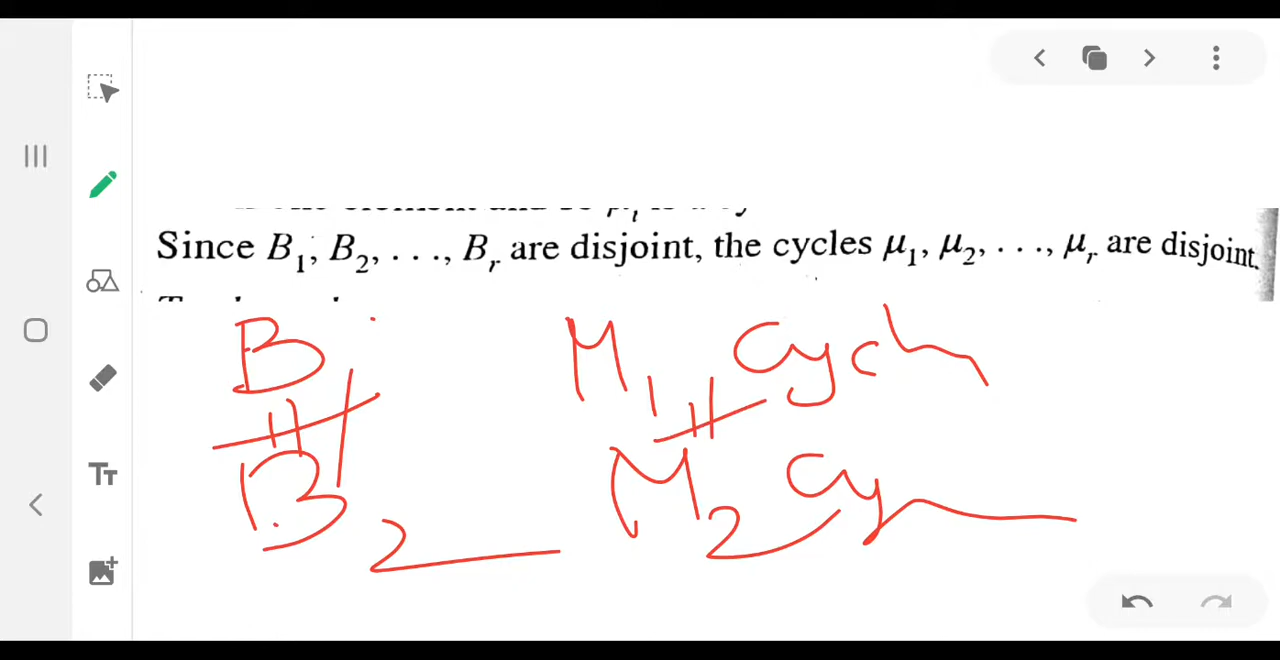 Since B₁, B₂, . . ., Bᵣ are disjoint, the cycles μ₁, μ₂, . . ., μᵣ are disjoint.
B₁ M₁ Cycle
≠ ≠
B₂ M₂ Cy
Tт